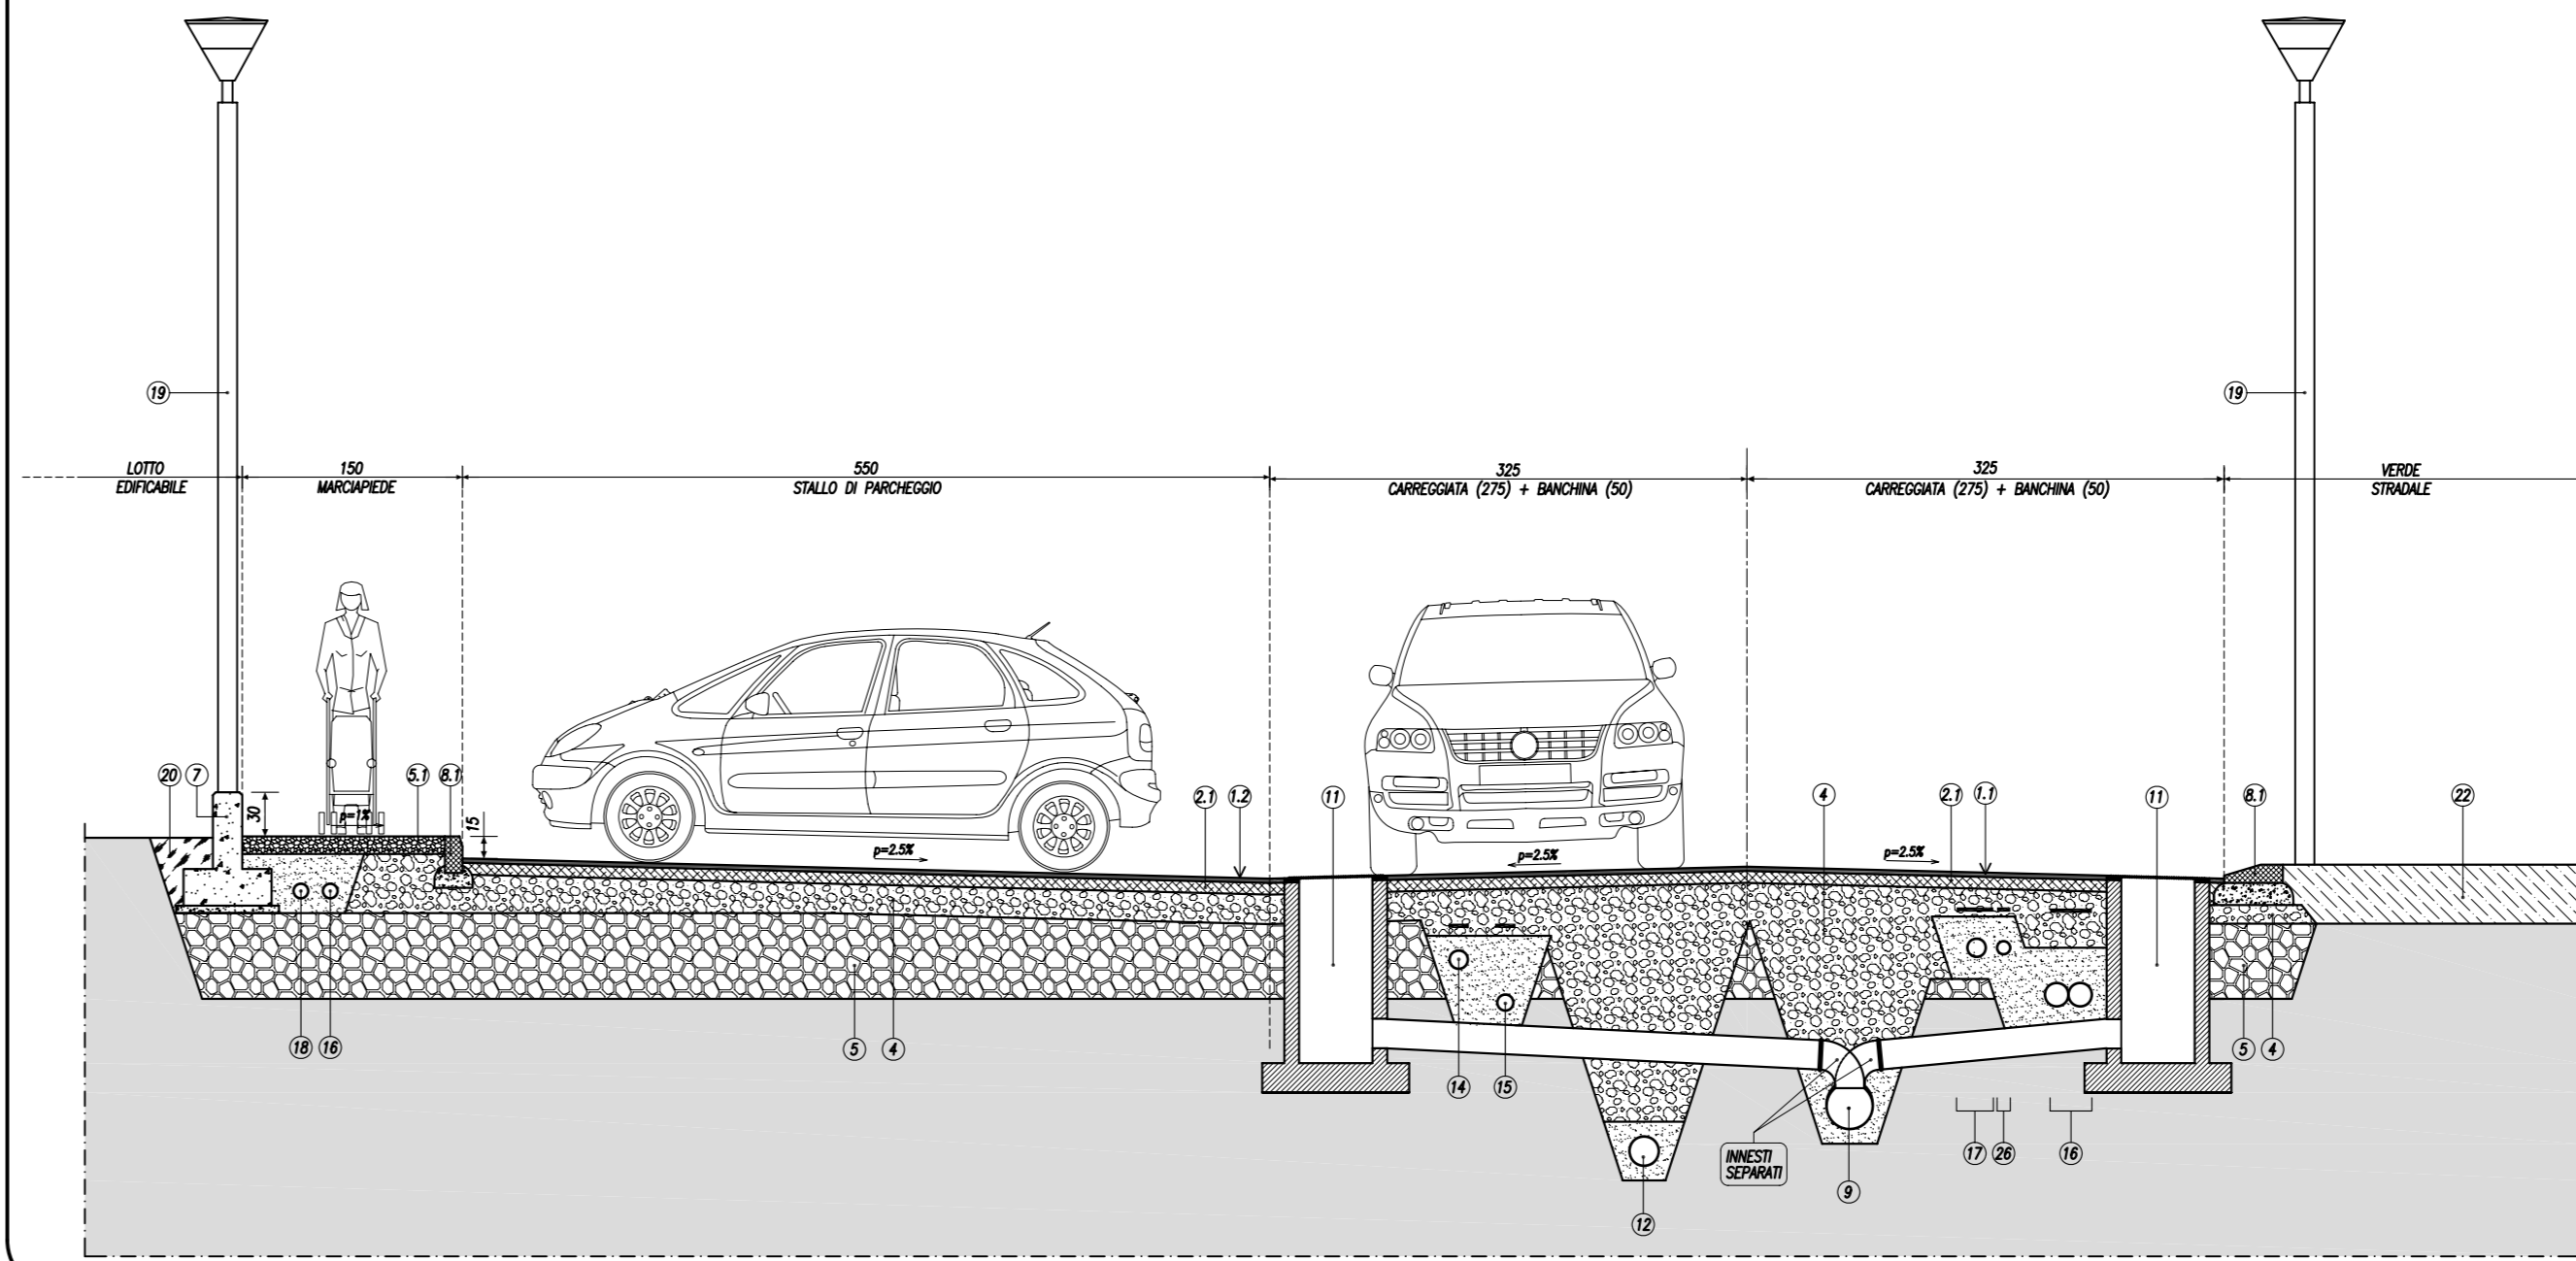 19
19
LOTTO
EDIFICABILE
150
MARCIAPIEDE
550
STALLO DI PARCHEGGIO
325
CARREGGIATA (275) + BANCHINA (50)
325
CARREGGIATA (275) + BANCHINA (50)
VERDE
STRADALE
20 7 5.1 8.1 2.1 1.2 11 4 2.1 1.1 11 8.1 22
30
p=1%
15
p=2.5%
p=2.5%
p=2.5%
18 16 5 4 5 4
14 15
INNESTI
SEPARATI
17 26 16
9
12